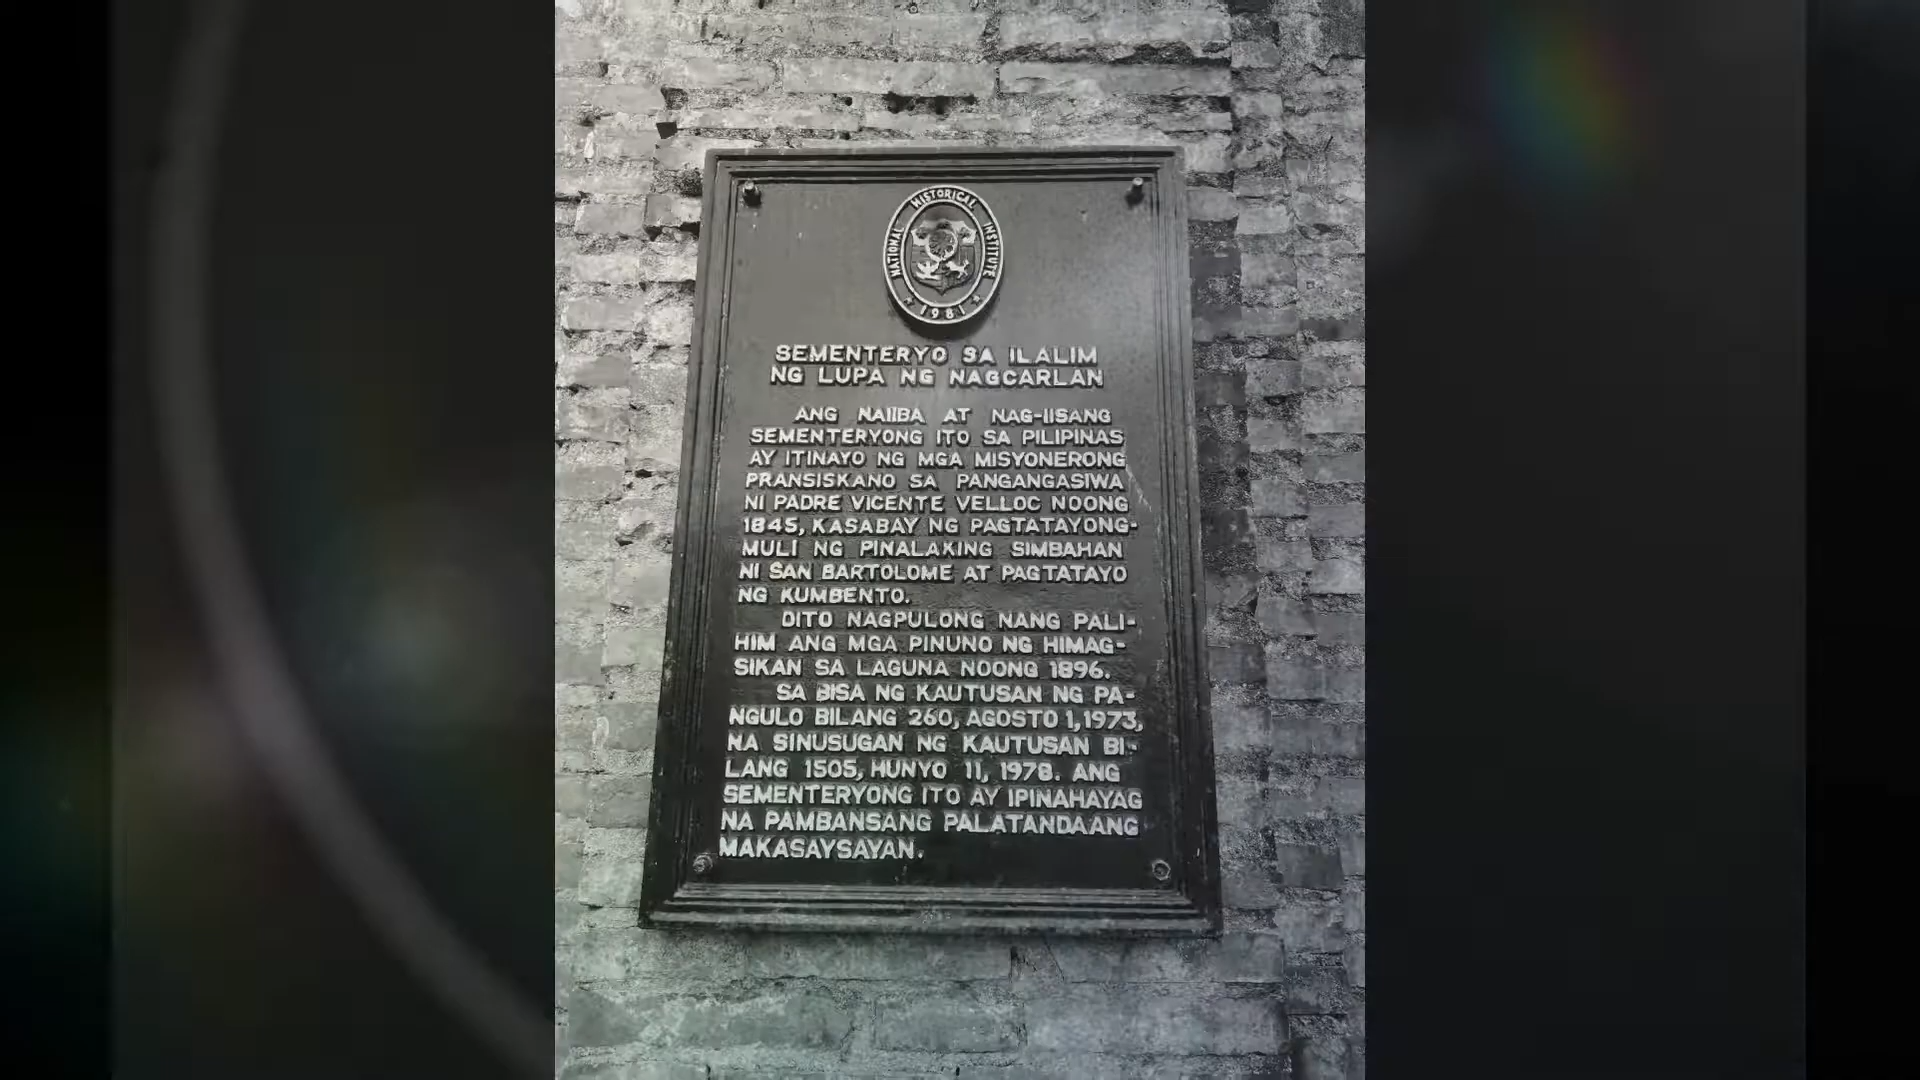 NATIONAL HISTORICAL INSTITUTE
1981
SEMENTERYO SA ILALIM
NG LUPA NG NAGCARLAN
ANG NAIIBA AT NAG-IISANG
SEMENTERYONG ITO SA PILIPINAS
AY ITINAYO NG MGA MISYONERONG
PRANSISKANO SA PANGANGASIWA
NI PADRE VICENTE VELLOC NOONG
1845, KASABAY NG PAGTATAYONG-
MULI NG PINALAKING SIMBAHAN
NI SAN BARTOLOME AT PAGTATAYO
NG KUMBENTO.
DITO NAGPULONG NANG PALI-
HIM ANG MGA PINUNO NG HIMAG-
SIKAN SA LAGUNA NOONG 1896.
SA BISA NG KAUTUSAN NG PA-
NGULO BILANG 260, AGOSTO 1, 1973,
NA SINUSUGAN NG KAUTUSAN BI-
LANG 1505, HUNYO 11, 1978. ANG
SEMENTERYONG ITO AY IPINAHAYAG
NA PAMBANSANG PALATANDAANG
MAKASAYSAYAN.